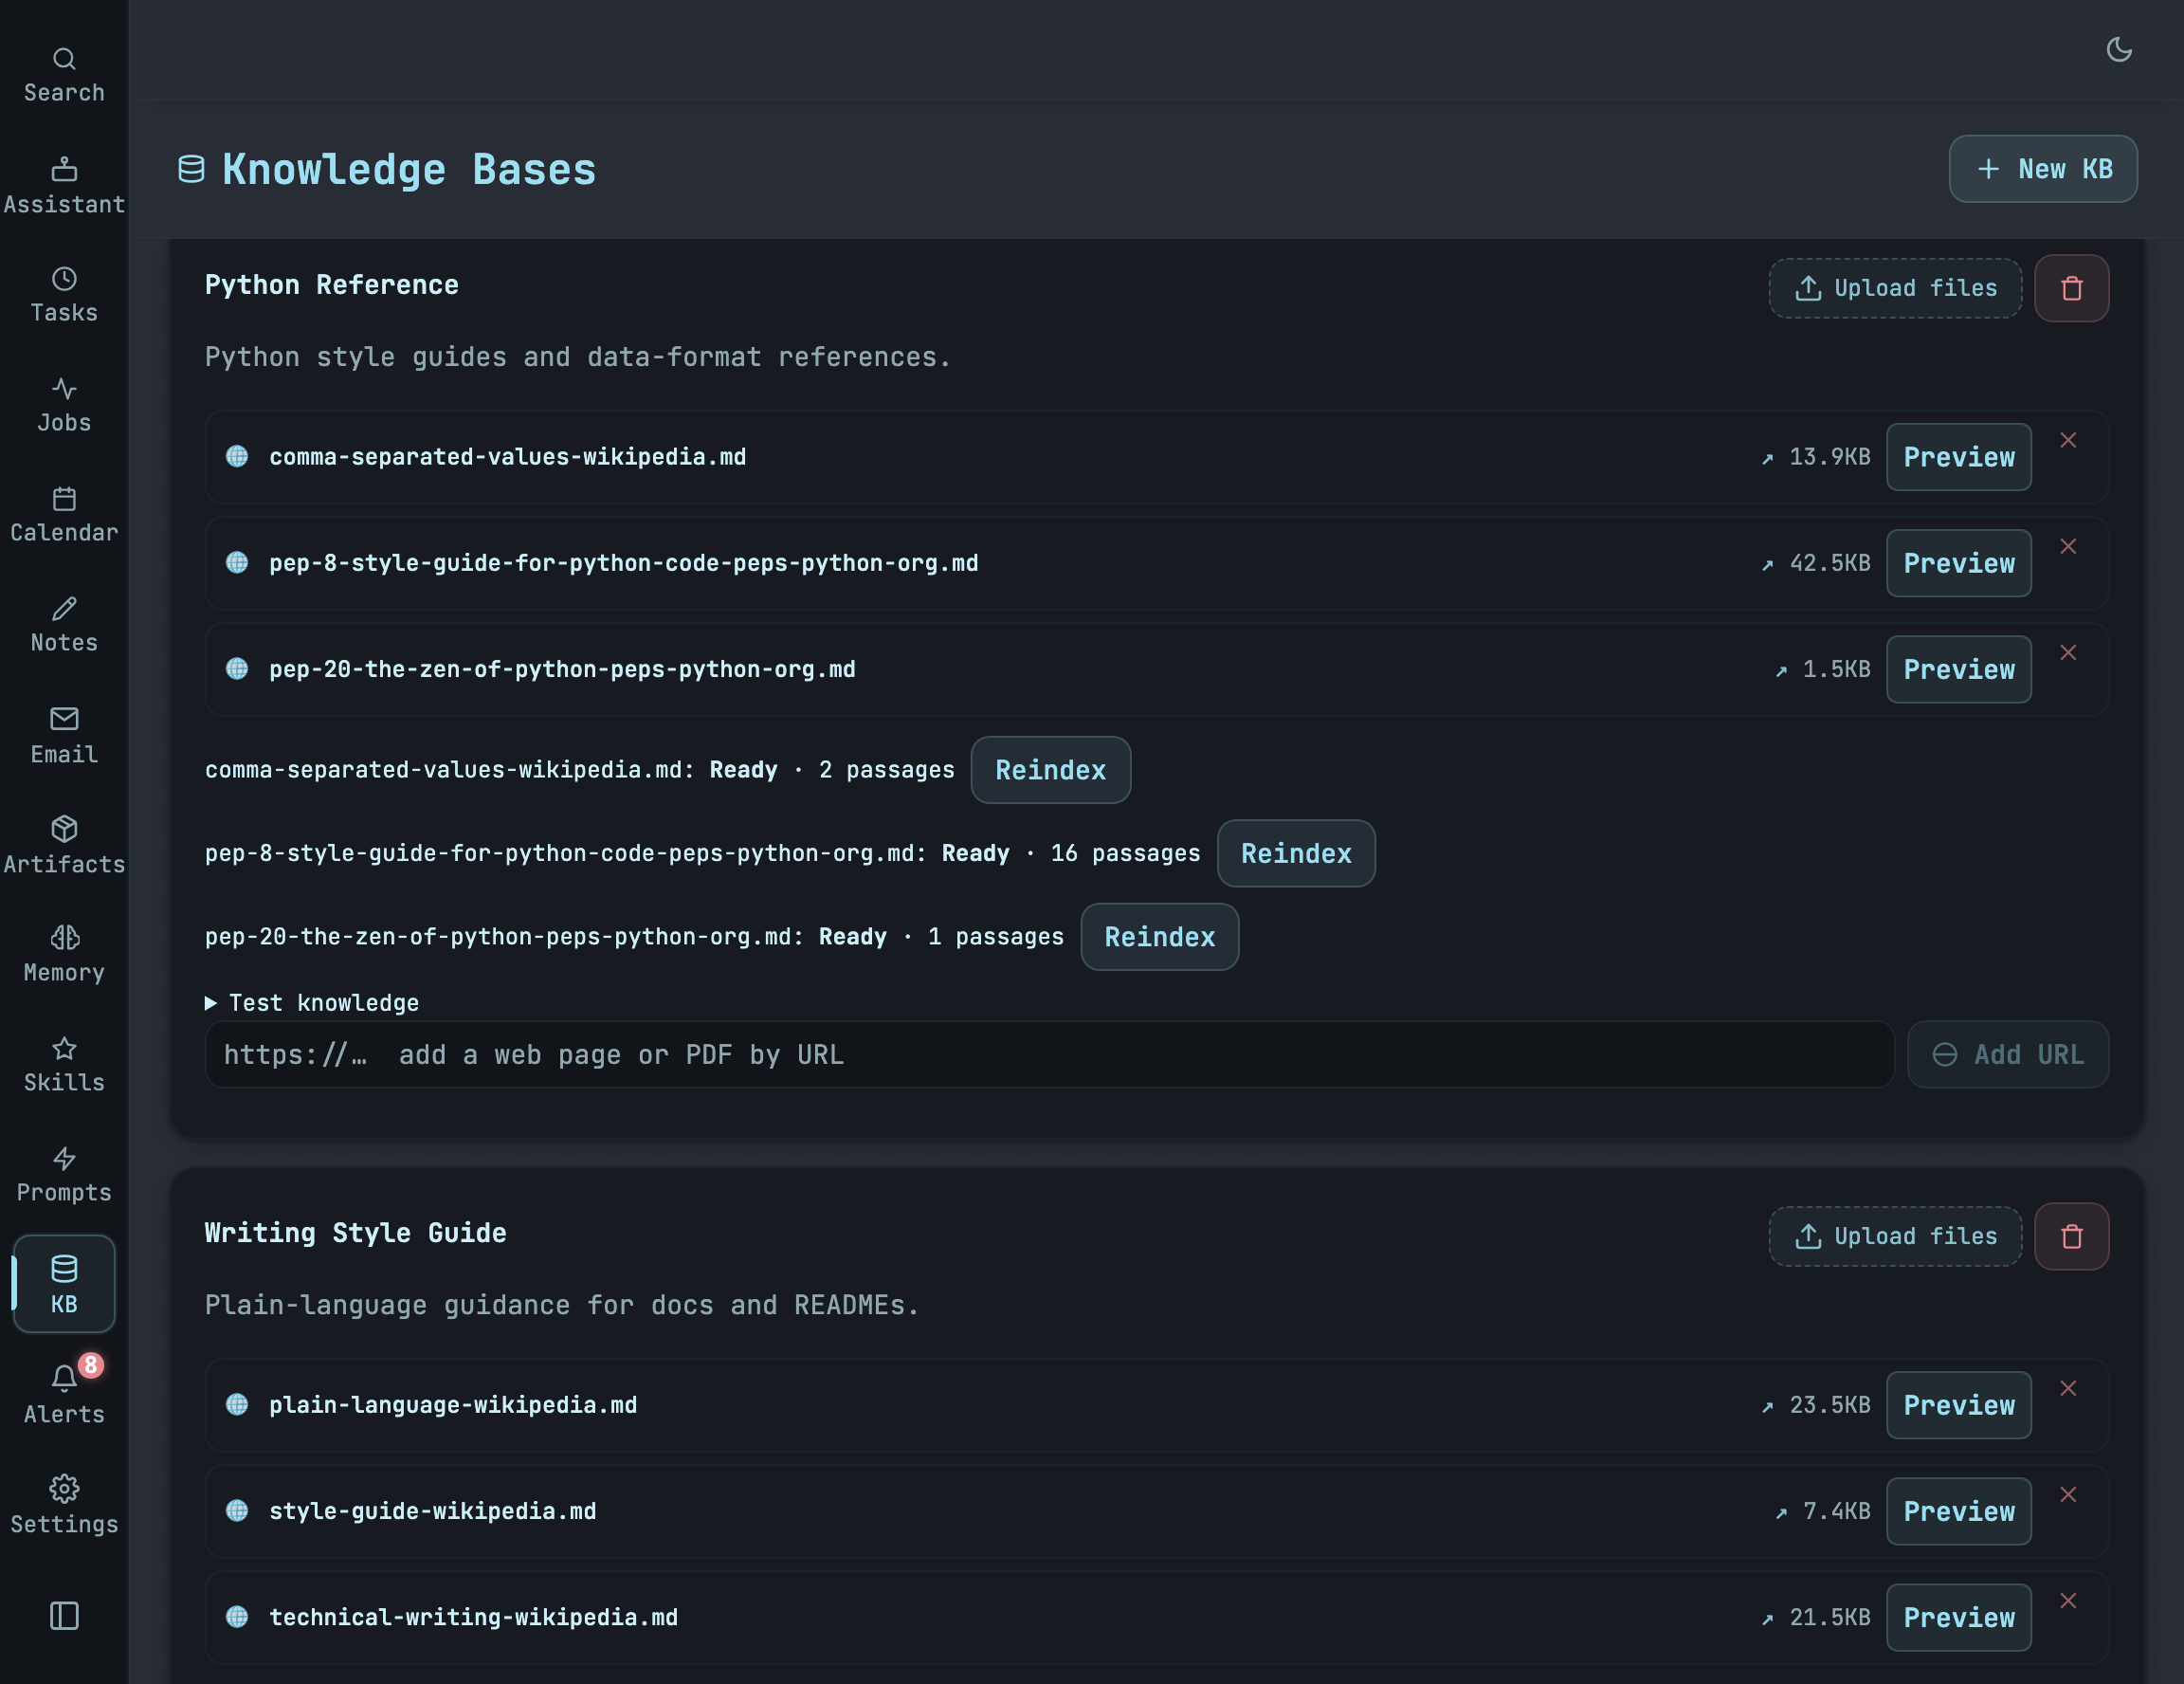 Search
Assistant
Tasks
Jobs
Calendar
Notes
Email
Artifacts
Memory
Skills
Prompts
KB
8
Alerts
Settings
Knowledge Bases
+ New KB
Python Reference
Upload files
Python style guides and data-format references.
comma-separated-values-wikipedia.md ↗ 13.9KB Preview ×
pep-8-style-guide-for-python-code-peps-python-org.md ↗ 42.5KB Preview ×
pep-20-the-zen-of-python-peps-python-org.md ↗ 1.5KB Preview ×
comma-separated-values-wikipedia.md: Ready · 2 passages Reindex
pep-8-style-guide-for-python-code-peps-python-org.md: Ready · 16 passages Reindex
pep-20-the-zen-of-python-peps-python-org.md: Ready · 1 passages Reindex
▶ Test knowledge
https://… add a web page or PDF by URL Add URL
Writing Style Guide
Upload files
Plain-language guidance for docs and READMEs.
plain-language-wikipedia.md ↗ 23.5KB Preview ×
style-guide-wikipedia.md ↗ 7.4KB Preview ×
technical-writing-wikipedia.md ↗ 21.5KB Preview ×